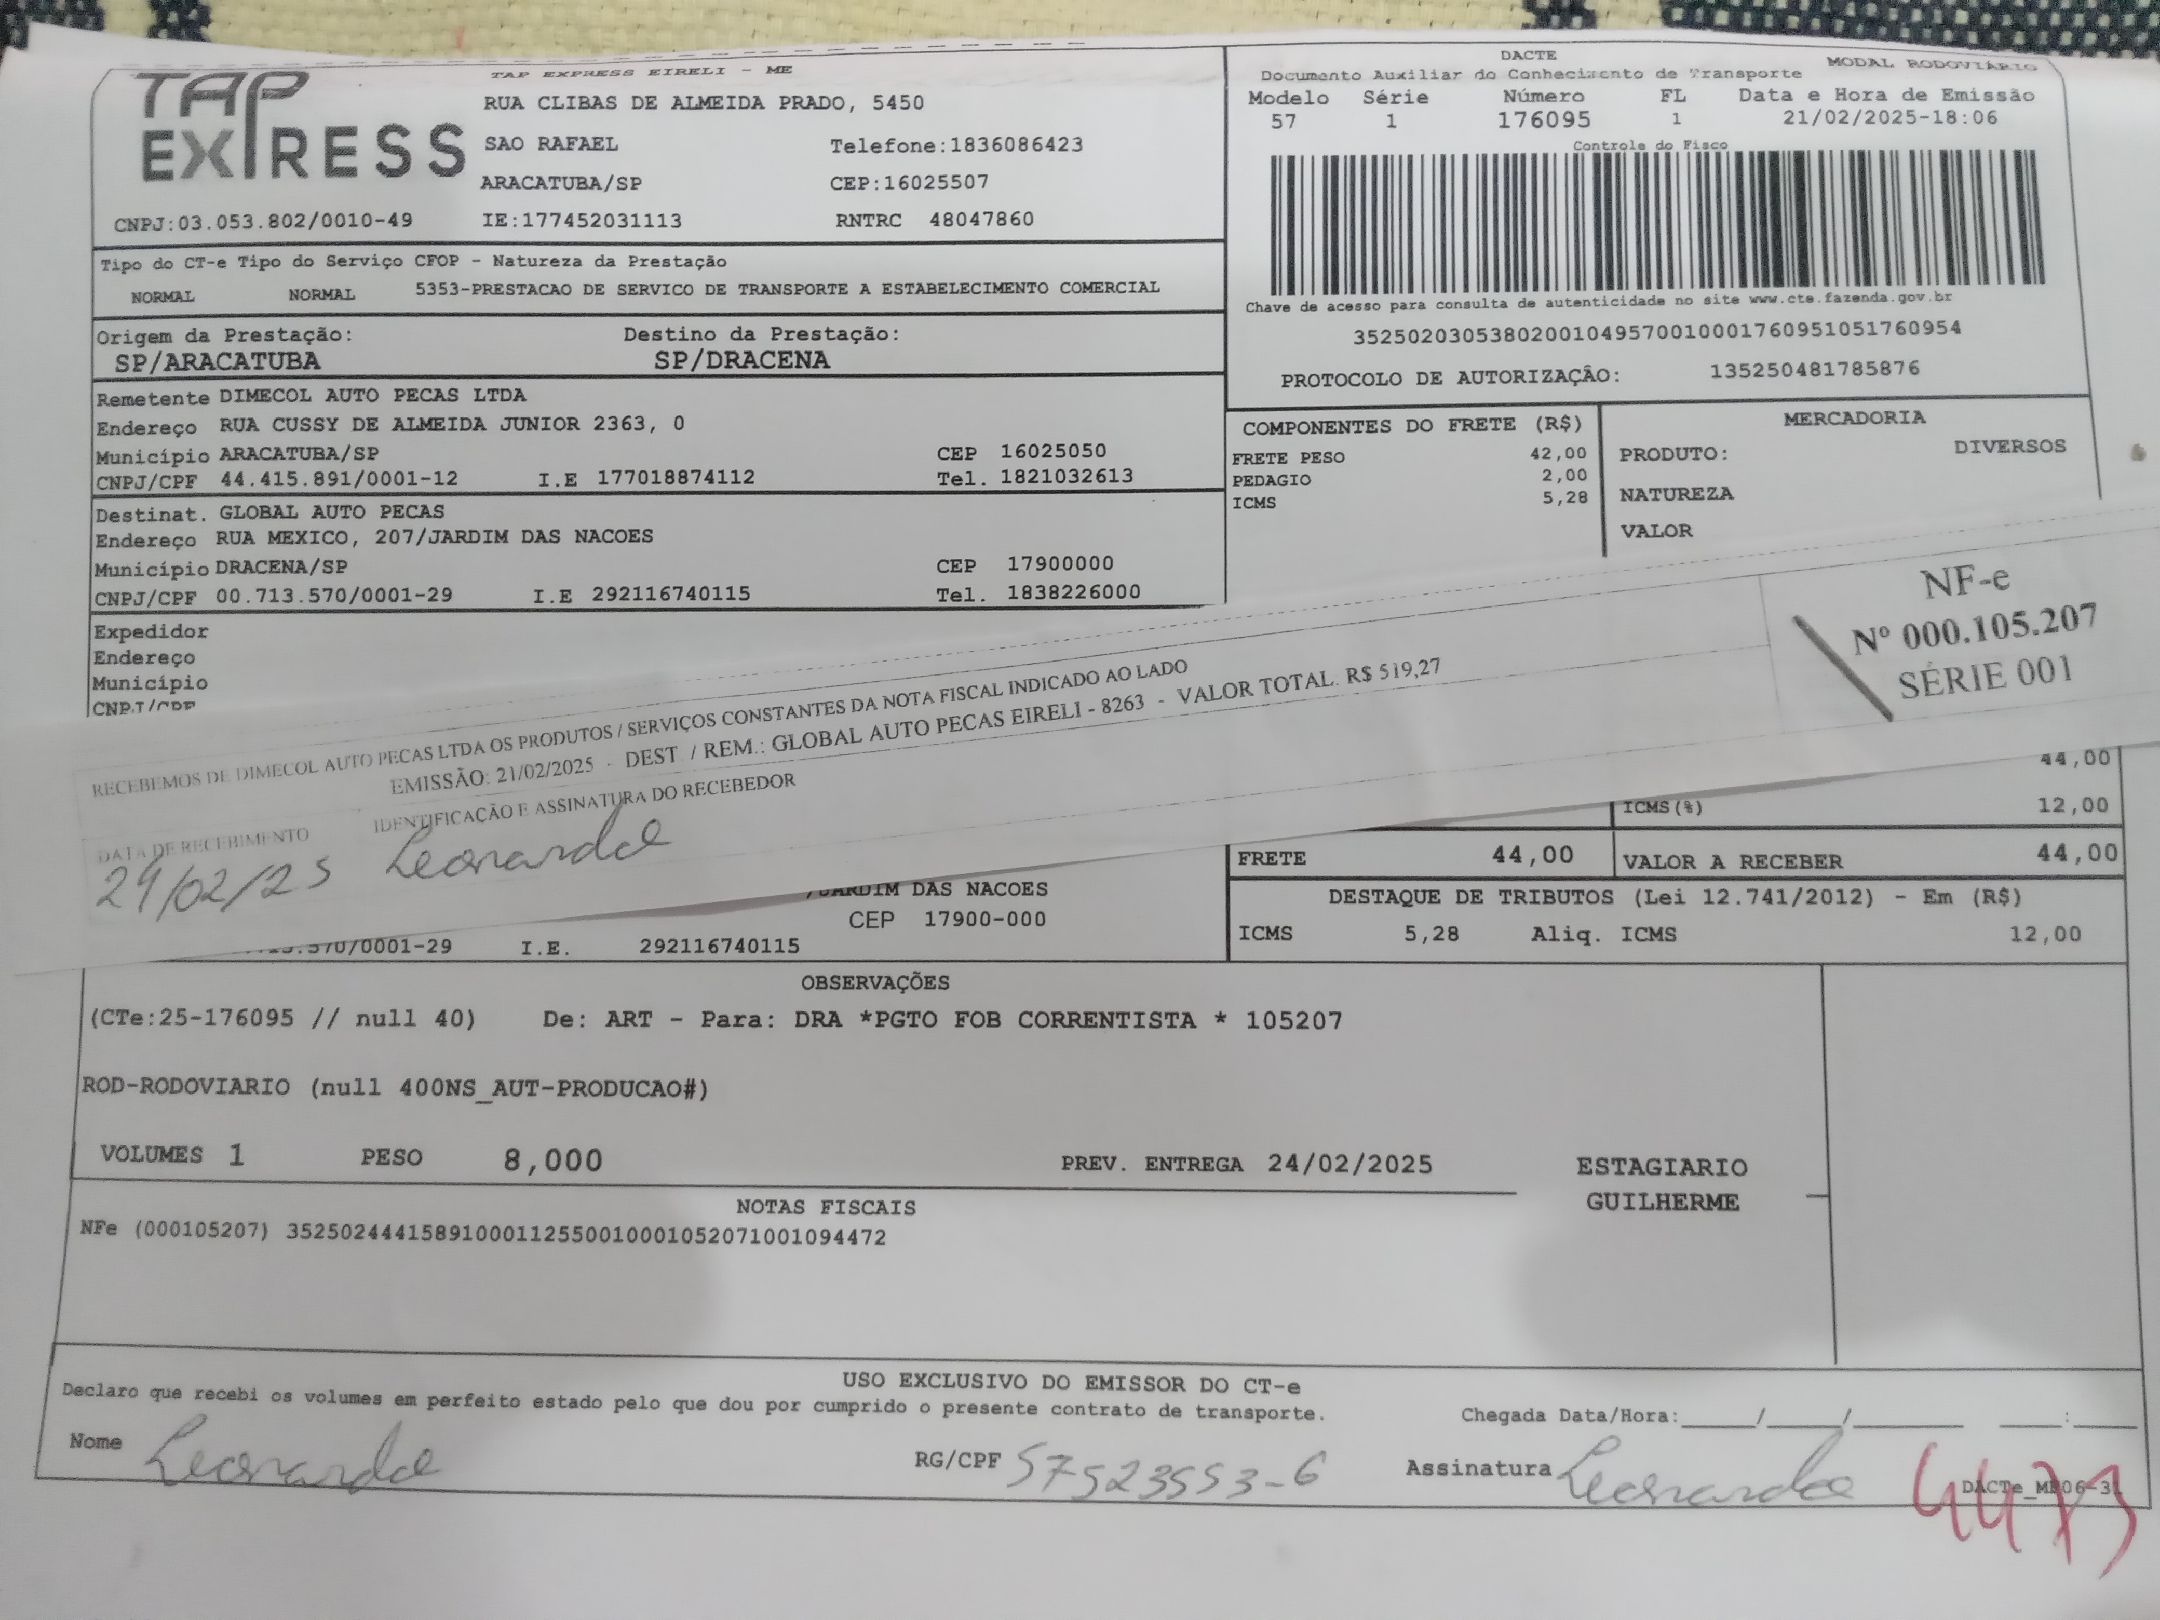 TAP EXPRESS
TAP EXPRESS EIRELI - ME
RUA CLIBAS DE ALMEIDA PRADO, 5450
SAO RAFAEL Telefone:1836086423
ARACATUBA/SP CEP:16025507
CNPJ:03.053.802/0010-49 IE:177452031113 RNTRC 48047860
DACTE
Documento Auxiliar do Conhecimento de Transporte MODAL RODOVIÁRIO
Modelo Série Número FL Data e Hora de Emissão
57 1 176095 1 21/02/2025-18:06
Controle do Fisco
Chave de acesso para consulta de autenticidade no site www.cte.fazenda.gov.br
35250203053802001049570010001760951051760954
PROTOCOLO DE AUTORIZAÇÃO: 135250481785876
Tipo do CT-e Tipo do Serviço CFOP - Natureza da Prestação
NORMAL NORMAL 5353-PRESTACAO DE SERVICO DE TRANSPORTE A ESTABELECIMENTO COMERCIAL
Origem da Prestação: Destino da Prestação:
SP/ARACATUBA SP/DRACENA
Remetente DIMECOL AUTO PECAS LTDA
Endereço RUA CUSSY DE ALMEIDA JUNIOR 2363, 0
Município ARACATUBA/SP CEP 16025050
CNPJ/CPF 44.415.891/0001-12 I.E 177018874112 Tel. 1821032613
Destinat. GLOBAL AUTO PECAS
Endereço RUA MEXICO, 207/JARDIM DAS NACOES
Município DRACENA/SP CEP 17900000
CNPJ/CPF 00.713.570/0001-29 I.E 292116740115 Tel. 1838226000
Expedidor
Endereço
Município
CNPJ/CPF
COMPONENTES DO FRETE (R$)
FRETE PESO 42,00
PEDAGIO 2,00
ICMS 5,28
MERCADORIA
PRODUTO: DIVERSOS
NATUREZA
VALOR
RECEBEMOS DE DIMECOL AUTO PECAS LTDA OS PRODUTOS / SERVIÇOS CONSTANTES DA NOTA FISCAL INDICADO AO LADO
EMISSÃO: 21/02/2025 - DEST. / REM.: GLOBAL AUTO PECAS EIRELI - 8263 - VALOR TOTAL: R$ 519,27
DATA DE RECEBIMENTO IDENTIFICAÇÃO E ASSINATURA DO RECEBEDOR
24/02/25 Leonardo
NF-e
Nº 000.105.207
SÉRIE 001
44,00
ICMS(%) 12,00
FRETE 44,00 VALOR A RECEBER 44,00
DESTAQUE DE TRIBUTOS (Lei 12.741/2012) - Em (R$)
ICMS 5,28 Aliq. ICMS 12,00
/JARDIM DAS NACOES
CEP 17900-000
.570/0001-29 I.E. 292116740115
OBSERVAÇÕES
(CTe:25-176095 // null 40) De: ART - Para: DRA *PGTO FOB CORRENTISTA * 105207
ROD-RODOVIARIO (null 400NS_AUT-PRODUCAO#)
VOLUMES 1 PESO 8,000 PREV. ENTREGA 24/02/2025
ESTAGIARIO
GUILHERME
NOTAS FISCAIS
NFe (000105207) 35250244415891000112550010001052071001094472
USO EXCLUSIVO DO EMISSOR DO CT-e
Declaro que recebi os volumes em perfeito estado pelo que dou por cumprido o presente contrato de transporte.
Chegada Data/Hora:____/____/______ ___:____
Nome Leonardo RG/CPF 57523553-6 Assinatura Leonardo